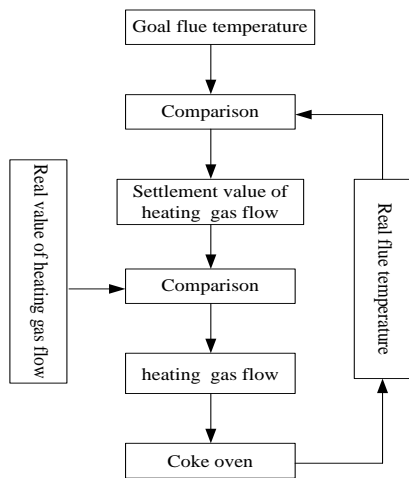 Goal flue temperature
Comparison
Settlement value of
heating gas flow
Real value of heating gas flow
Comparison
Real flue temperature
heating gas flow
Coke oven